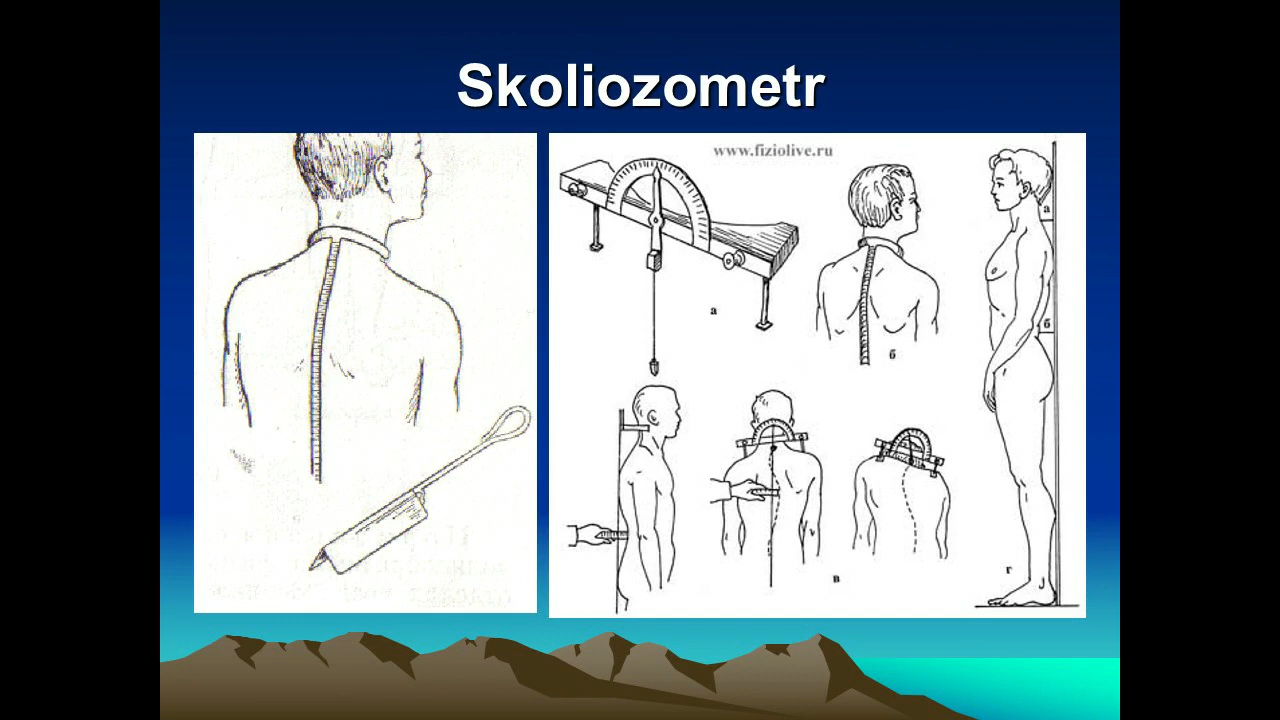 Skoliozometr
www.fiziolive.ru
а
а
б
б
в
г